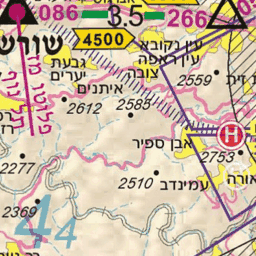 086
3.5
266
4500
שורש
גבעת
יערים
עין נקובא
עין ראפה
צובה
2559
איתנים
2612
2585
אבן ספיר
H
2753
2277
2510
עמינדב
אורה
2369
44